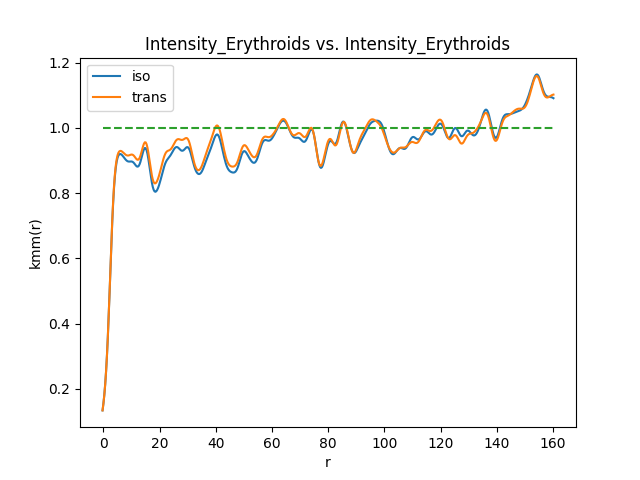 Intensity_Erythroids vs. Intensity_Erythroids
iso
trans
kmm(r)
1.2
1.0
0.8
0.6
0.4
0.2
0 20 40 60 80 100 120 140 160
r